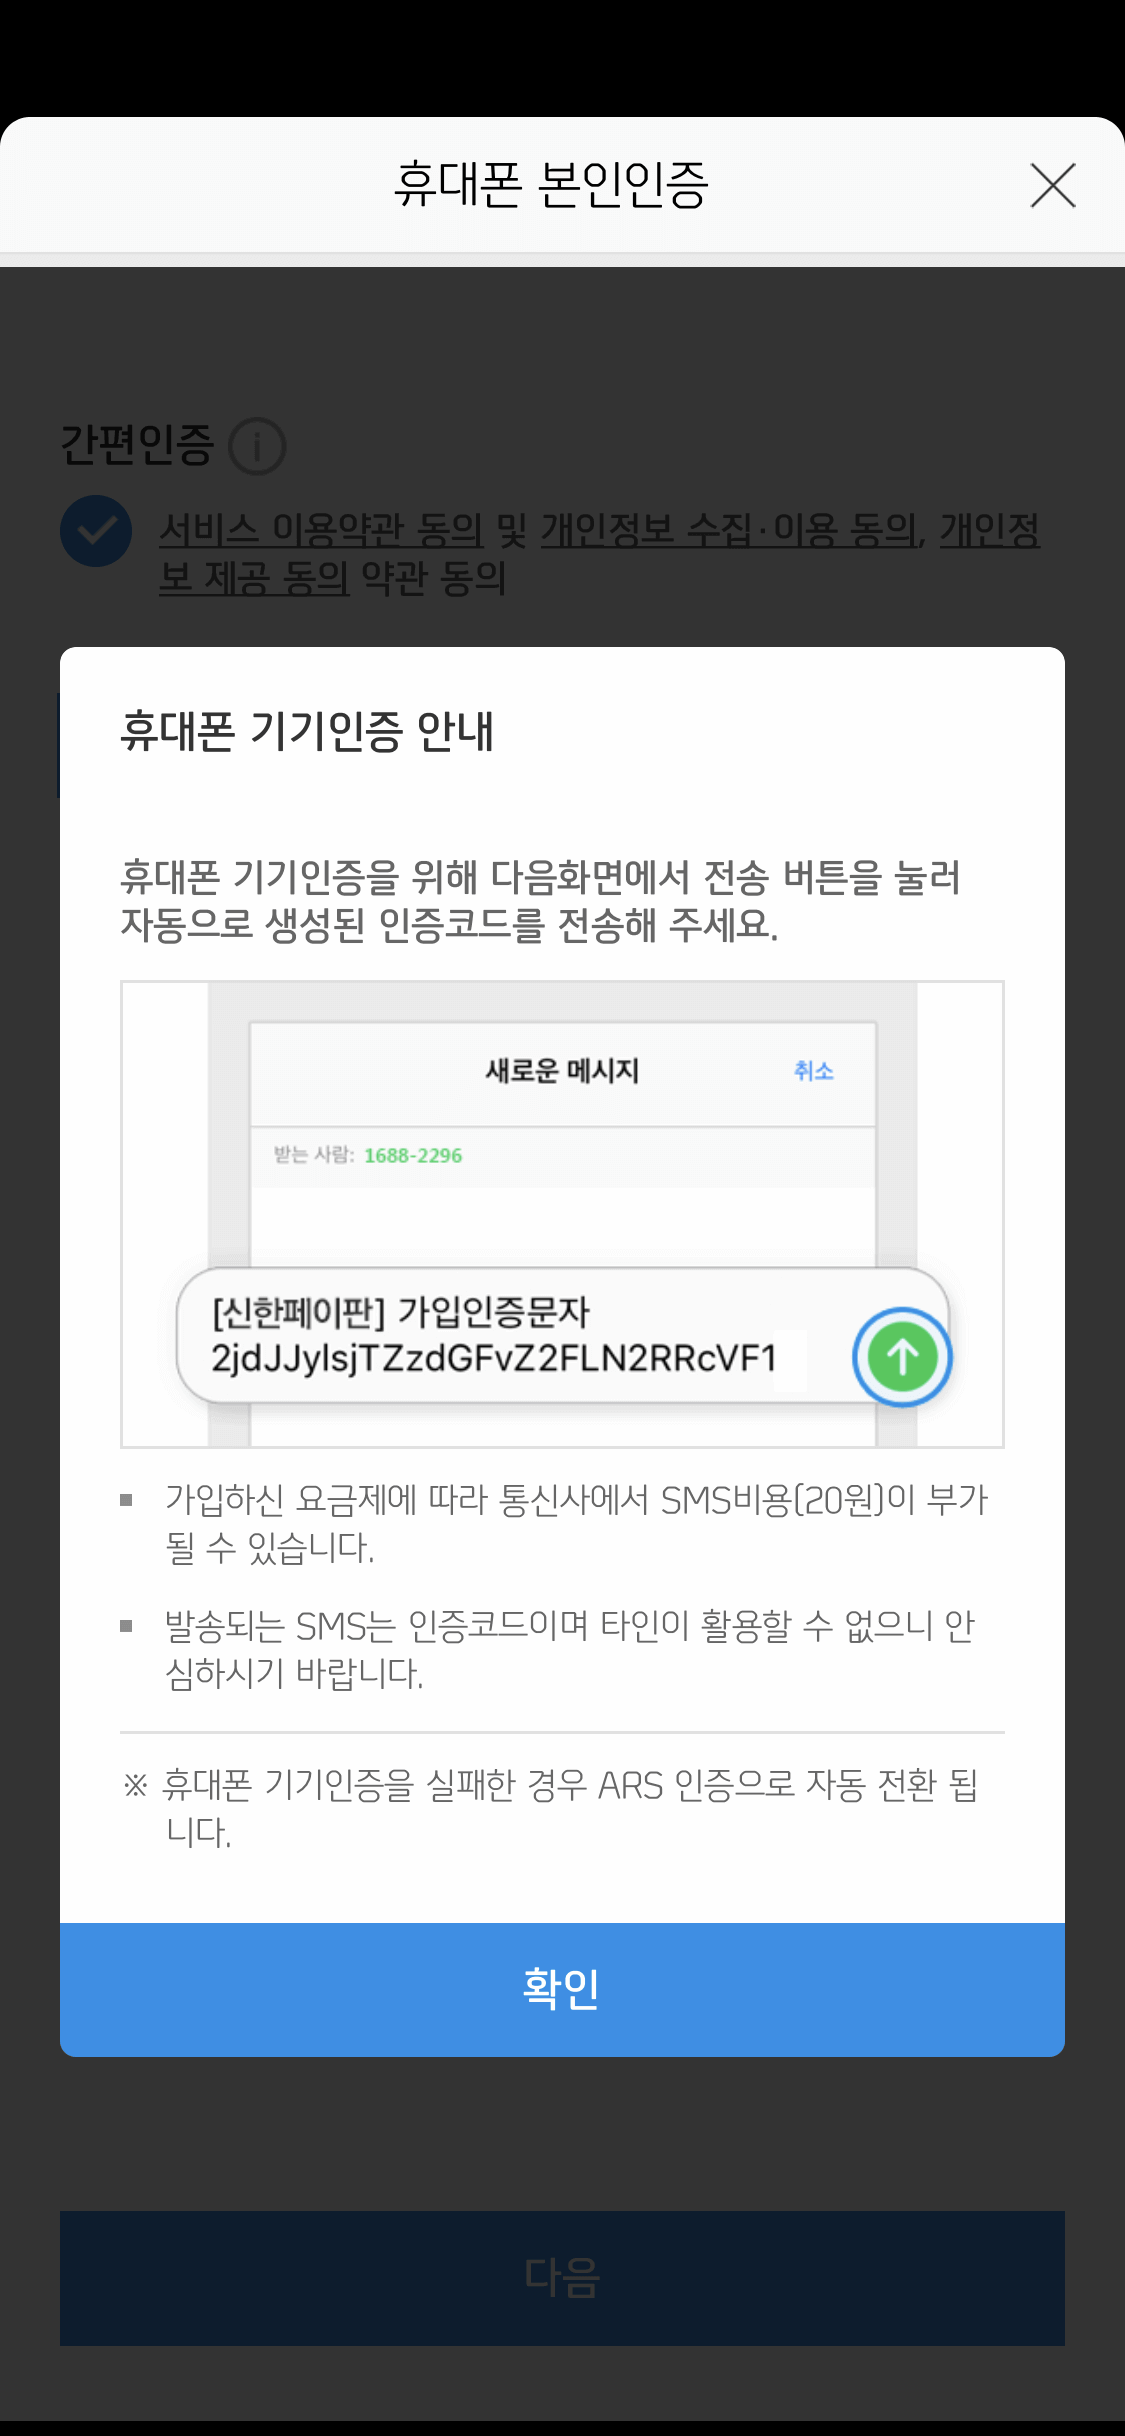 휴대폰 본인인증
간편인증
서비스 이용약관 동의 및 개인정보 수집·이용 동의, 개인정
보 제공 동의 약관 동의
휴대폰 기기인증 안내
휴대폰 기기인증을 위해 다음화면에서 전송 버튼을 눌러
자동으로 생성된 인증코드를 전송해 주세요.
새로운 메시지 취소
받는 사람: 1688-2296
[신한페이판] 가입인증문자
2jdJJylsjTZzdGFvZ2FLN2RRcVF1
▪ 가입하신 요금제에 따라 통신사에서 SMS비용(20원)이 부가
될 수 있습니다.
▪ 발송되는 SMS는 인증코드이며 타인이 활용할 수 없으니 안
심하시기 바랍니다.
※ 휴대폰 기기인증을 실패한 경우 ARS 인증으로 자동 전환 됩
니다.
확인
다음